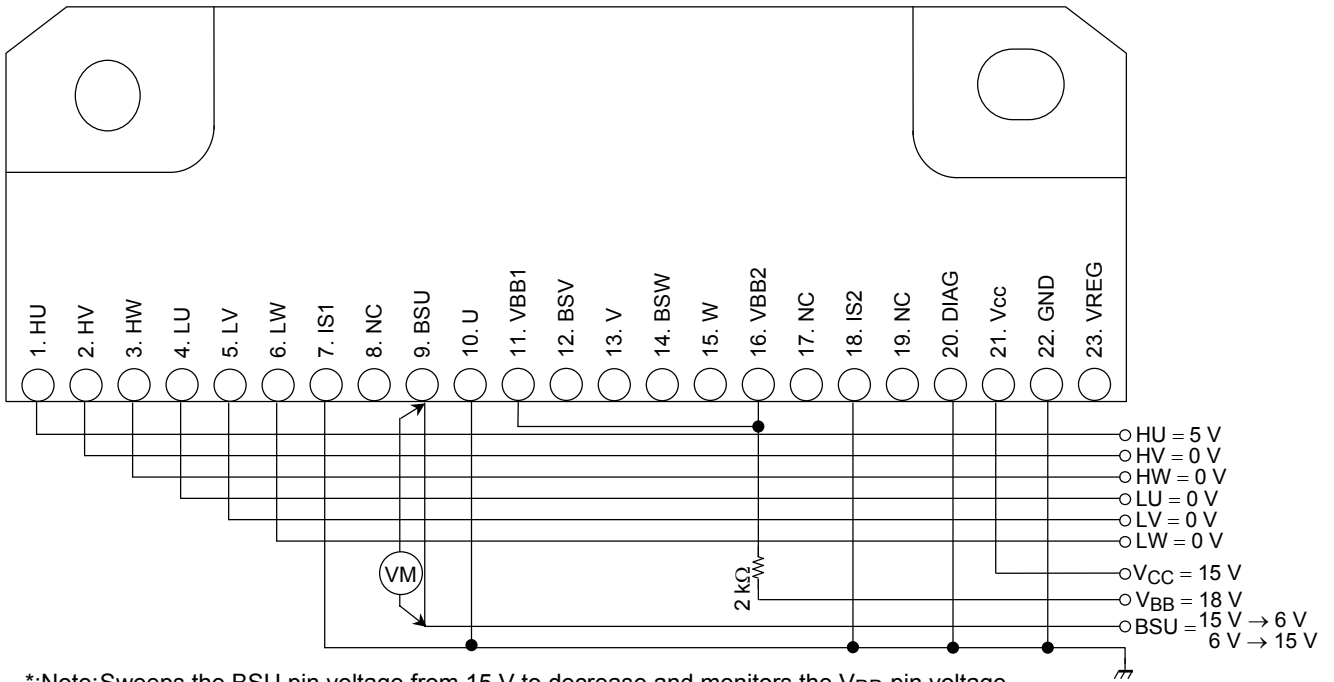 1. HU
2. HV
3. HW
4. LU
5. LV
6. LW
7. IS1
8. NC
9. BSU
10. U
11. VBB1
12. BSV
13. V
14. BSW
15. W
16. VBB2
17. NC
18. IS2
19. NC
20. DIAG
21. Vcc
22. GND
23. VREG
HU = 5 V
HV = 0 V
HW = 0 V
LU = 0 V
LV = 0 V
LW = 0 V
VM
2 kΩ
VCC = 15 V
VBB = 18 V
BSU = 15 V → 6 V
6 V → 15 V
*:Note:Sweeps the BSU pin voltage from 15 V to decrease and monitors the VBB pin voltage